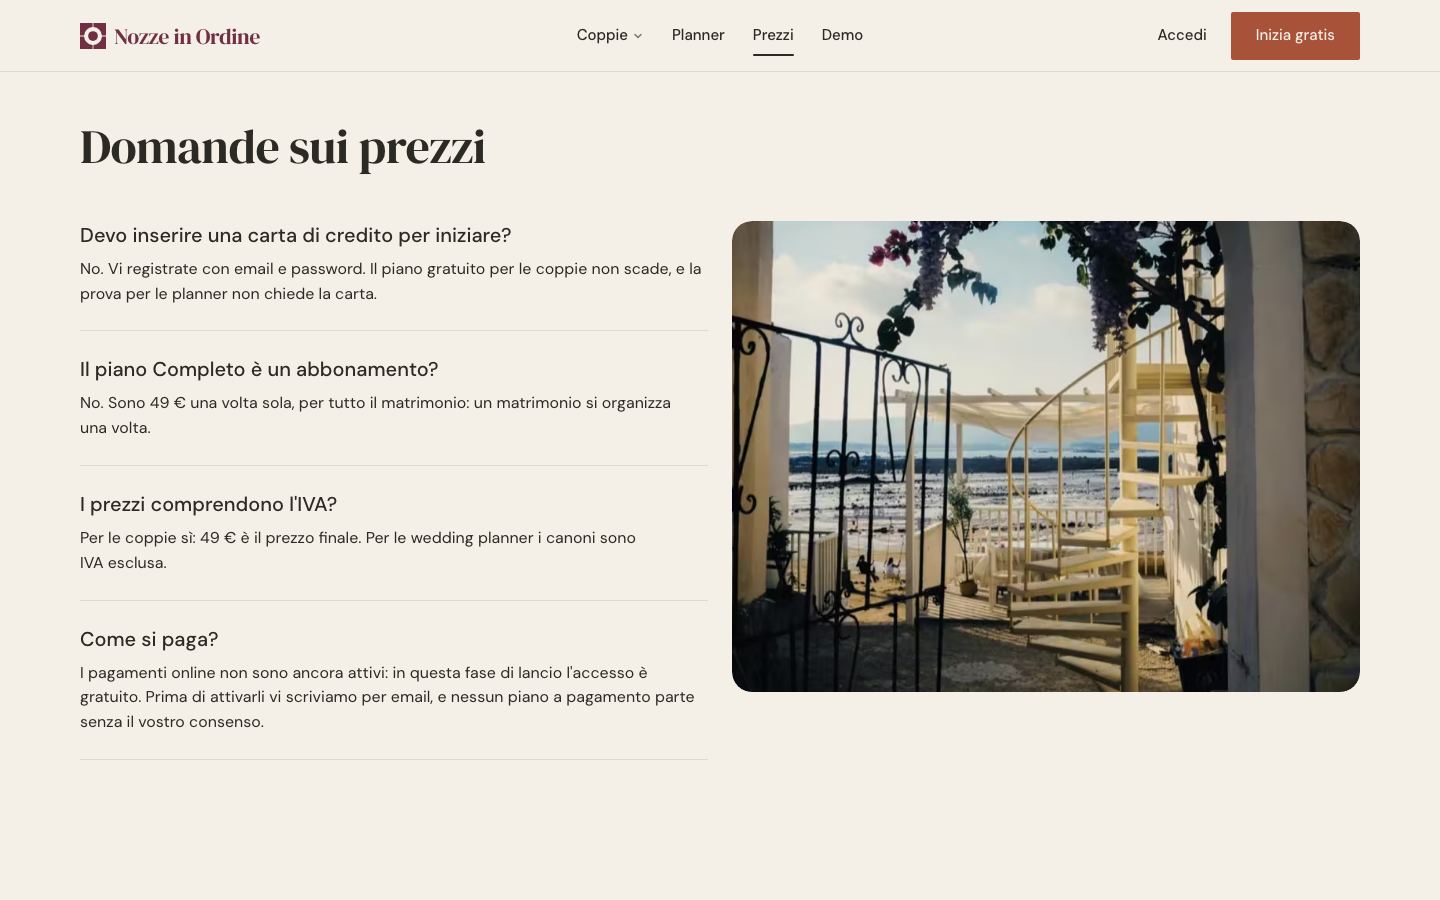 Nozze in Ordine
Coppie
Planner
Prezzi
Demo
Accedi
Inizia gratis
Domande sui prezzi
Devo inserire una carta di credito per iniziare?
No. Vi registrate con email e password. Il piano gratuito per le coppie non scade, e la
prova per le planner non chiede la carta.
Il piano Completo è un abbonamento?
No. Sono 49 € una volta sola, per tutto il matrimonio: un matrimonio si organizza
una volta.
I prezzi comprendono l'IVA?
Per le coppie sì: 49 € è il prezzo finale. Per le wedding planner i canoni sono
IVA esclusa.
Come si paga?
I pagamenti online non sono ancora attivi: in questa fase di lancio l'accesso è
gratuito. Prima di attivarli vi scriviamo per email, e nessun piano a pagamento parte
senza il vostro consenso.